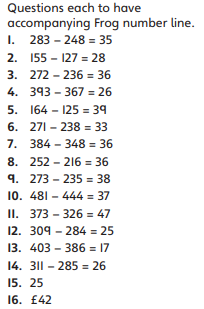 Questions each to have
accompanying Frog number line.
1. 283 – 248 = 35
2. 155 – 127 = 28
3. 272 – 236 = 36
4. 393 – 367 = 26
5. 164 – 125 = 39
6. 271 – 238 = 33
7. 384 – 348 = 36
8. 252 – 216 = 36
9. 273 – 235 = 38
10. 481 – 444 = 37
11. 373 – 326 = 47
12. 309 – 284 = 25
13. 403 – 386 = 17
14. 311 – 285 = 26
15. 25
16. £42